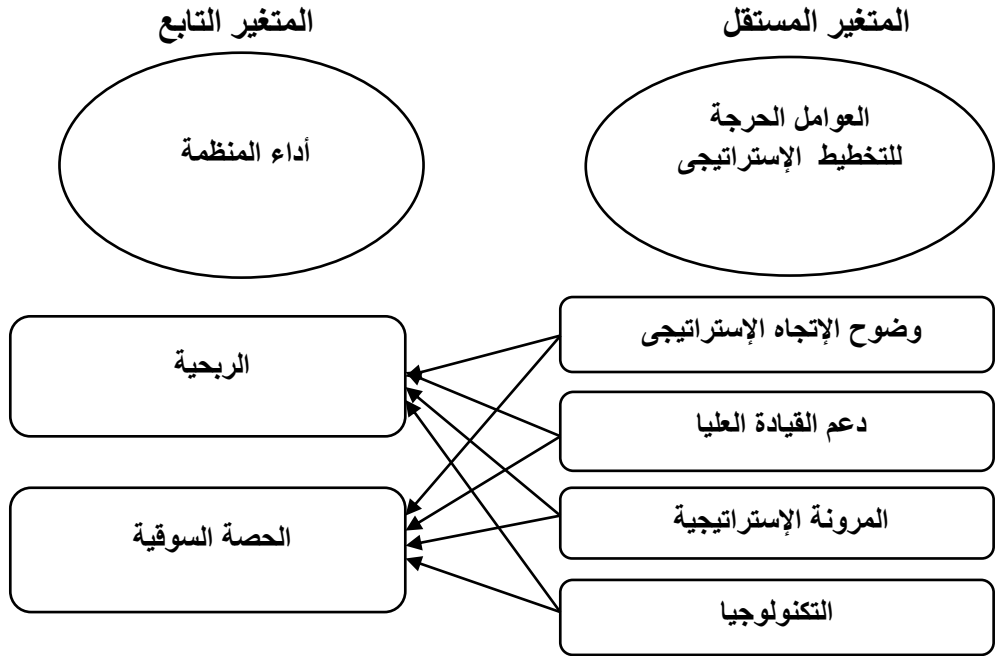 المتغير المستقل
المتغير التابع
العوامل الحرجة
للتخطيط الإستراتيجى
أداء المنظمة
وضوح الإتجاه الإستراتيجى
دعم القيادة العليا
المرونة الإستراتيجية
التكنولوجيا
الربحية
الحصة السوقية